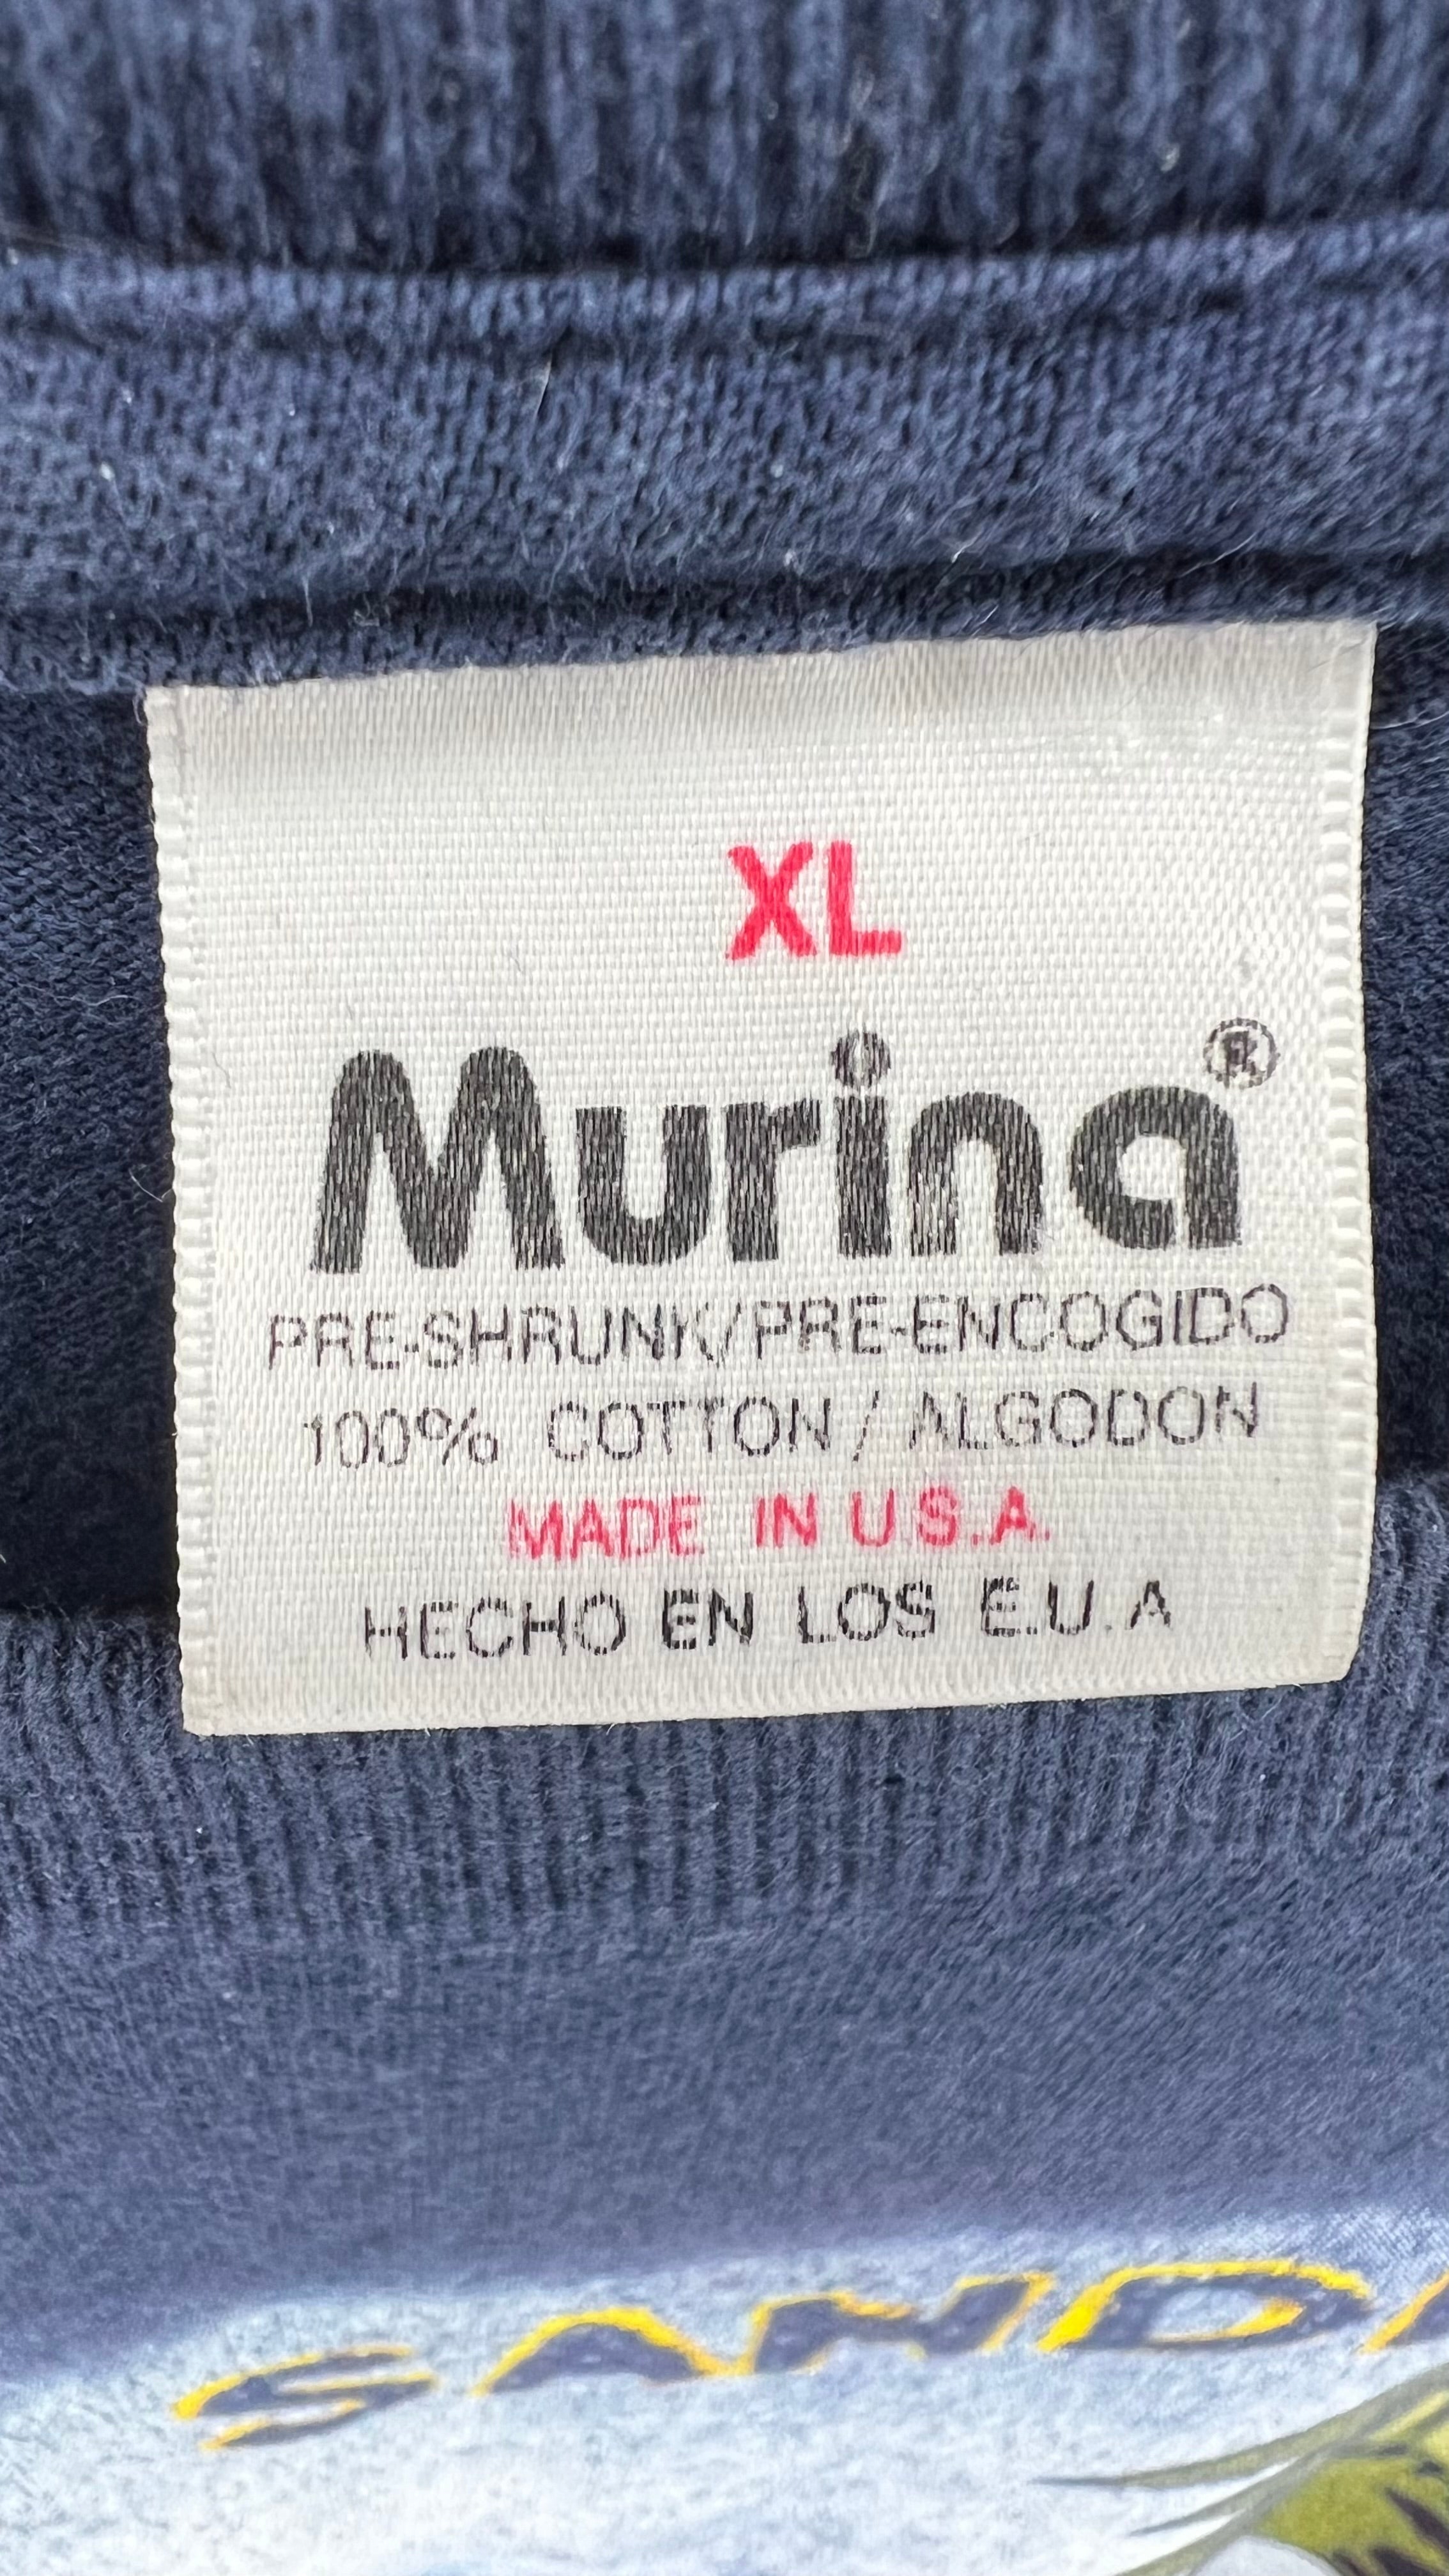 XL
Murina®
PRE-SHRUNK/PRE-ENCOGIDO
100% COTTON / ALGODON
MADE IN U.S.A.
HECHO EN LOS E.U.A